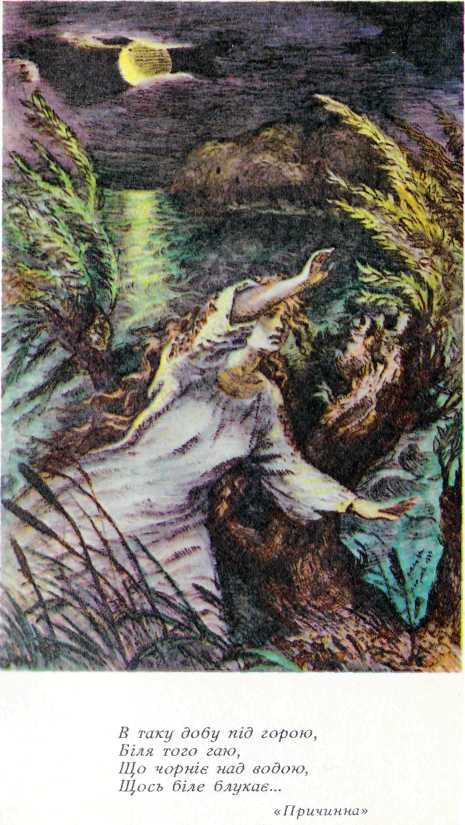 В таку добу під горою,
Біля того гаю,
Що чорніє над водою,
Щось біле блукає...
«Причинна»